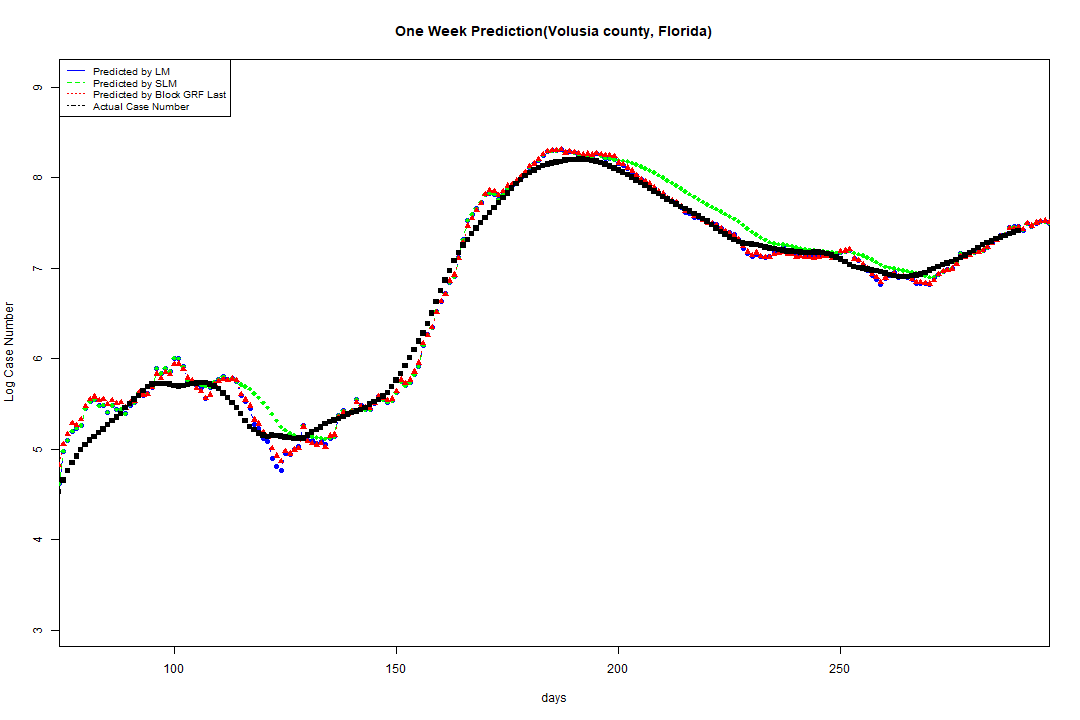 One Week Prediction(Volusia county, Florida)
Predicted by LM
Predicted by SLM
Predicted by Block GRF Last
Actual Case Number
9
8
7
6
5
4
3
Log Case Number
100 150 200 250
days